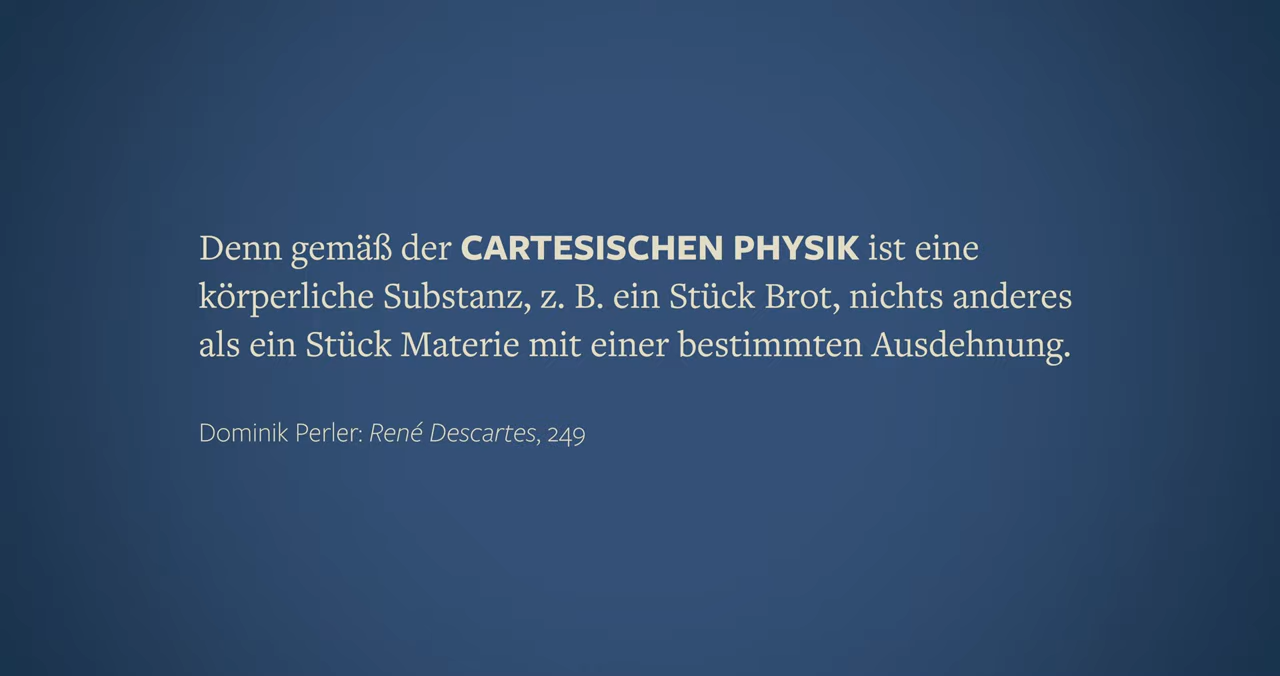 Denn gemäß der CARTESISCHEN PHYSIK ist eine
körperliche Substanz, z. B. ein Stück Brot, nichts anderes
als ein Stück Materie mit einer bestimmten Ausdehnung.
Dominik Perler: René Descartes, 249